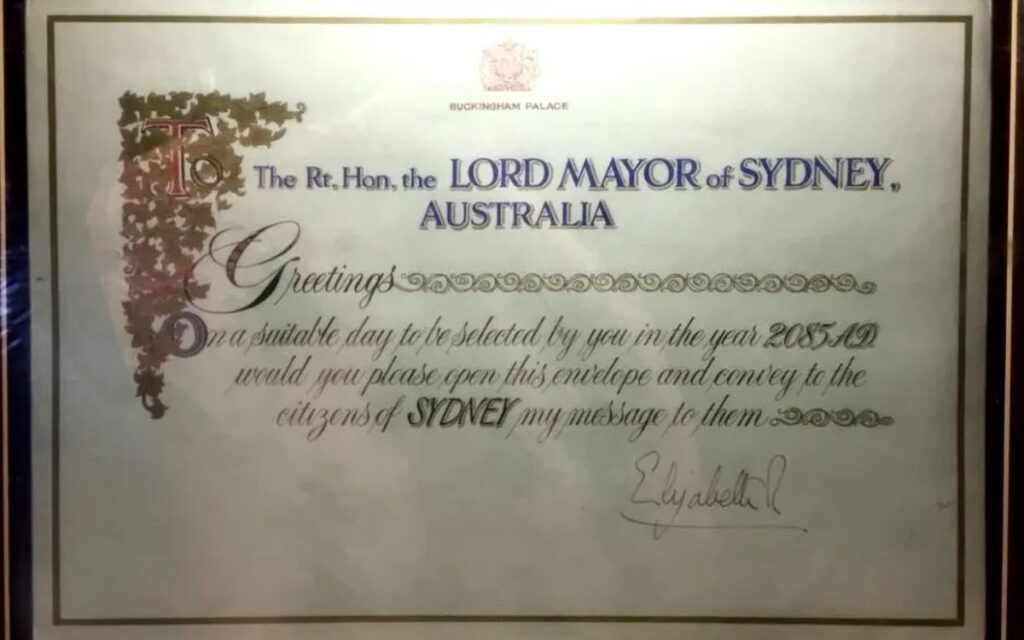 BUCKINGHAM PALACE
To The Rt. Hon. the LORD MAYOR of SYDNEY,
AUSTRALIA
Greetings
On a suitable day to be selected by you in the year 2085 AD
would you please open this envelope and convey to the
citizens of SYDNEY my message to them
Elizabeth R